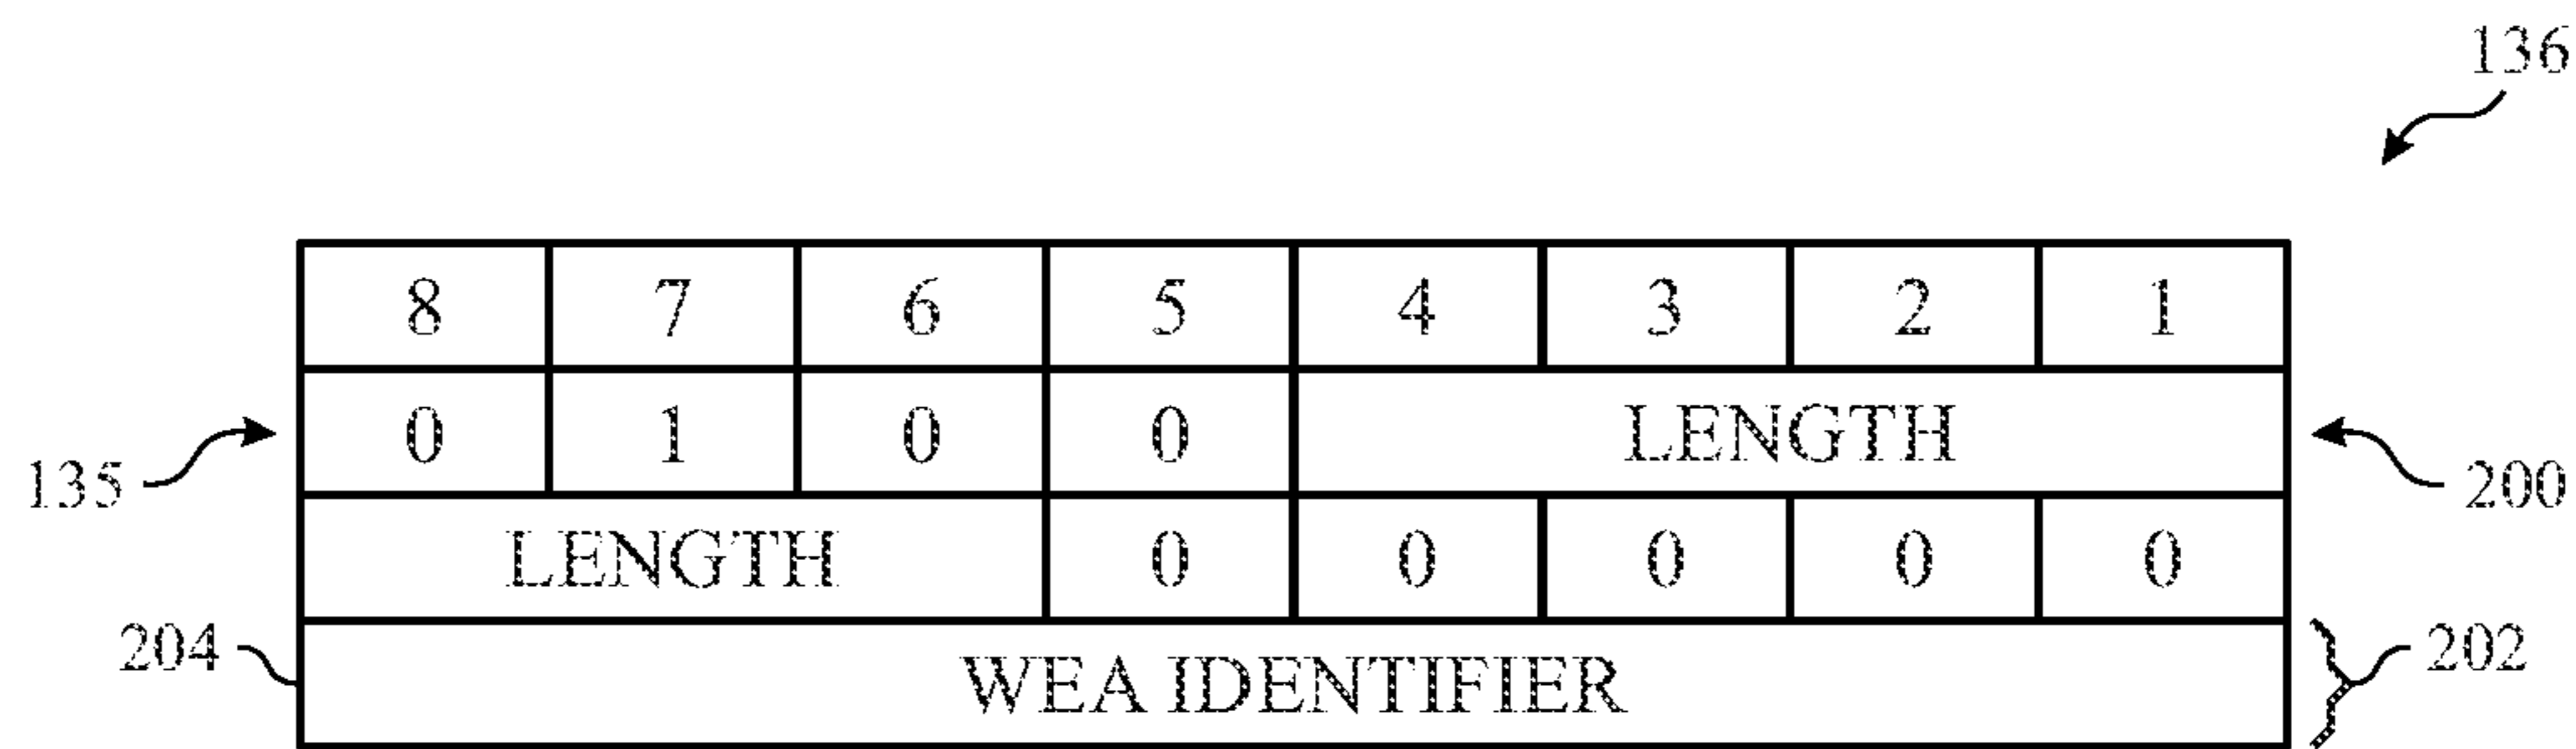 136
8 7 6 5 4 3 2 1
135 0 1 0 0 LENGTH 200
LENGTH 0 0 0 0 0
204 WEA IDENTIFIER 202